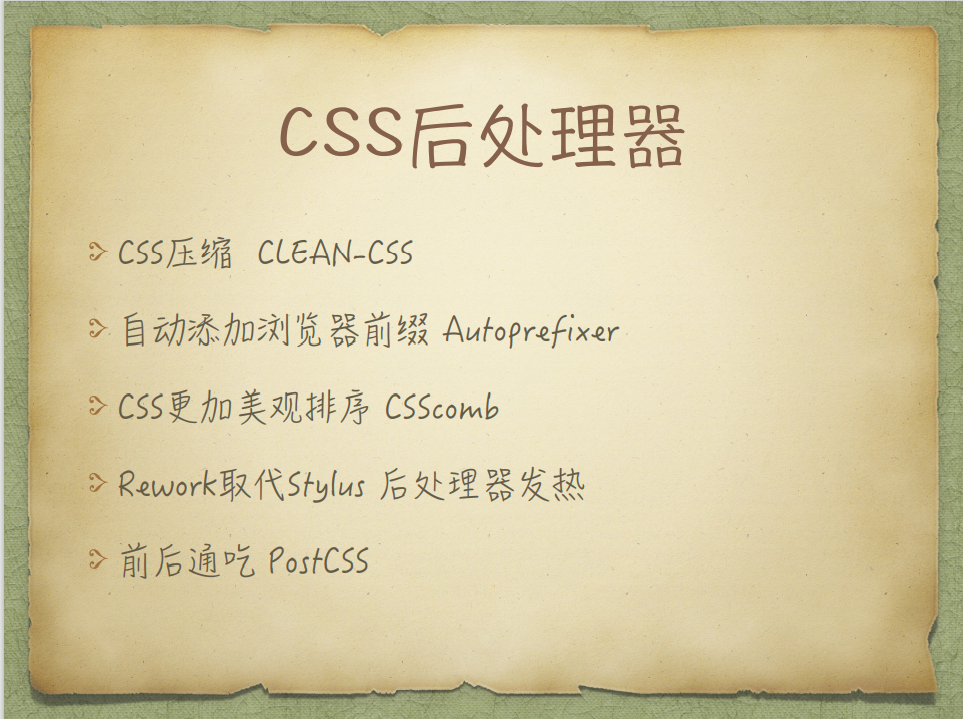 CSS后处理器
CSS压缩 CLEAN-CSS
自动添加浏览器前缀 Autoprefixer
CSS更加美观排序 CSScomb
Rework取代Stylus 后处理器发热
前后通吃 PostCSS